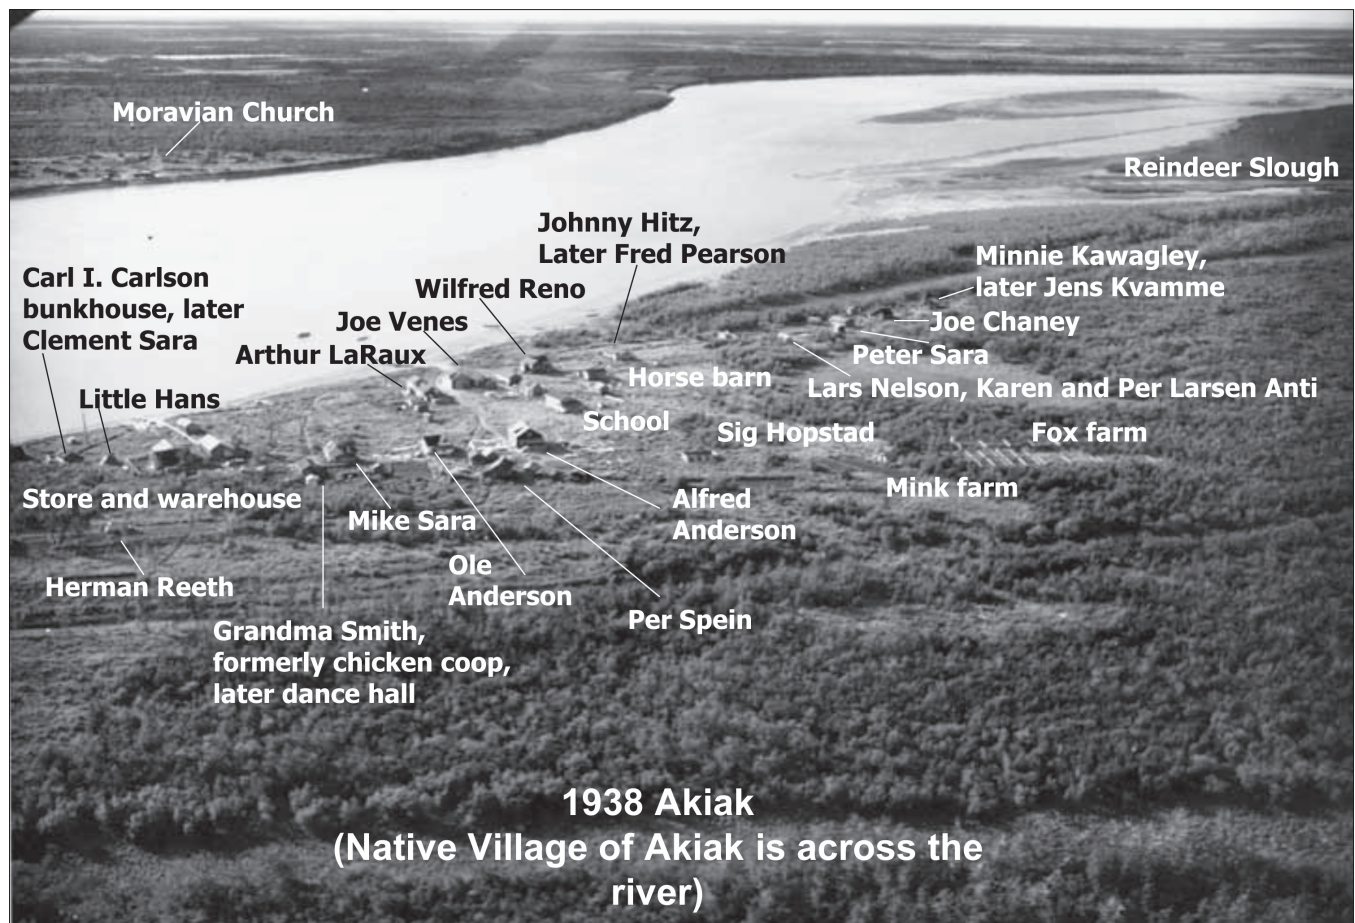 Moravian Church
Reindeer Slough
Johnny Hitz,
Later Fred Pearson
Minnie Kawagley,
later Jens Kvamme
Carl I. Carlson
bunkhouse, later
Clement Sara
Wilfred Reno
Joe Venes
Joe Chaney
Arthur LaRaux
Peter Sara
Horse barn
Lars Nelson, Karen and Per Larsen Anti
Little Hans
School
Sig Hopstad
Fox farm
Store and warehouse
Mink farm
Alfred
Anderson
Mike Sara
Ole
Anderson
Herman Reeth
Per Spein
Grandma Smith,
formerly chicken coop,
later dance hall
1938 Akiak
(Native Village of Akiak is across the
river)